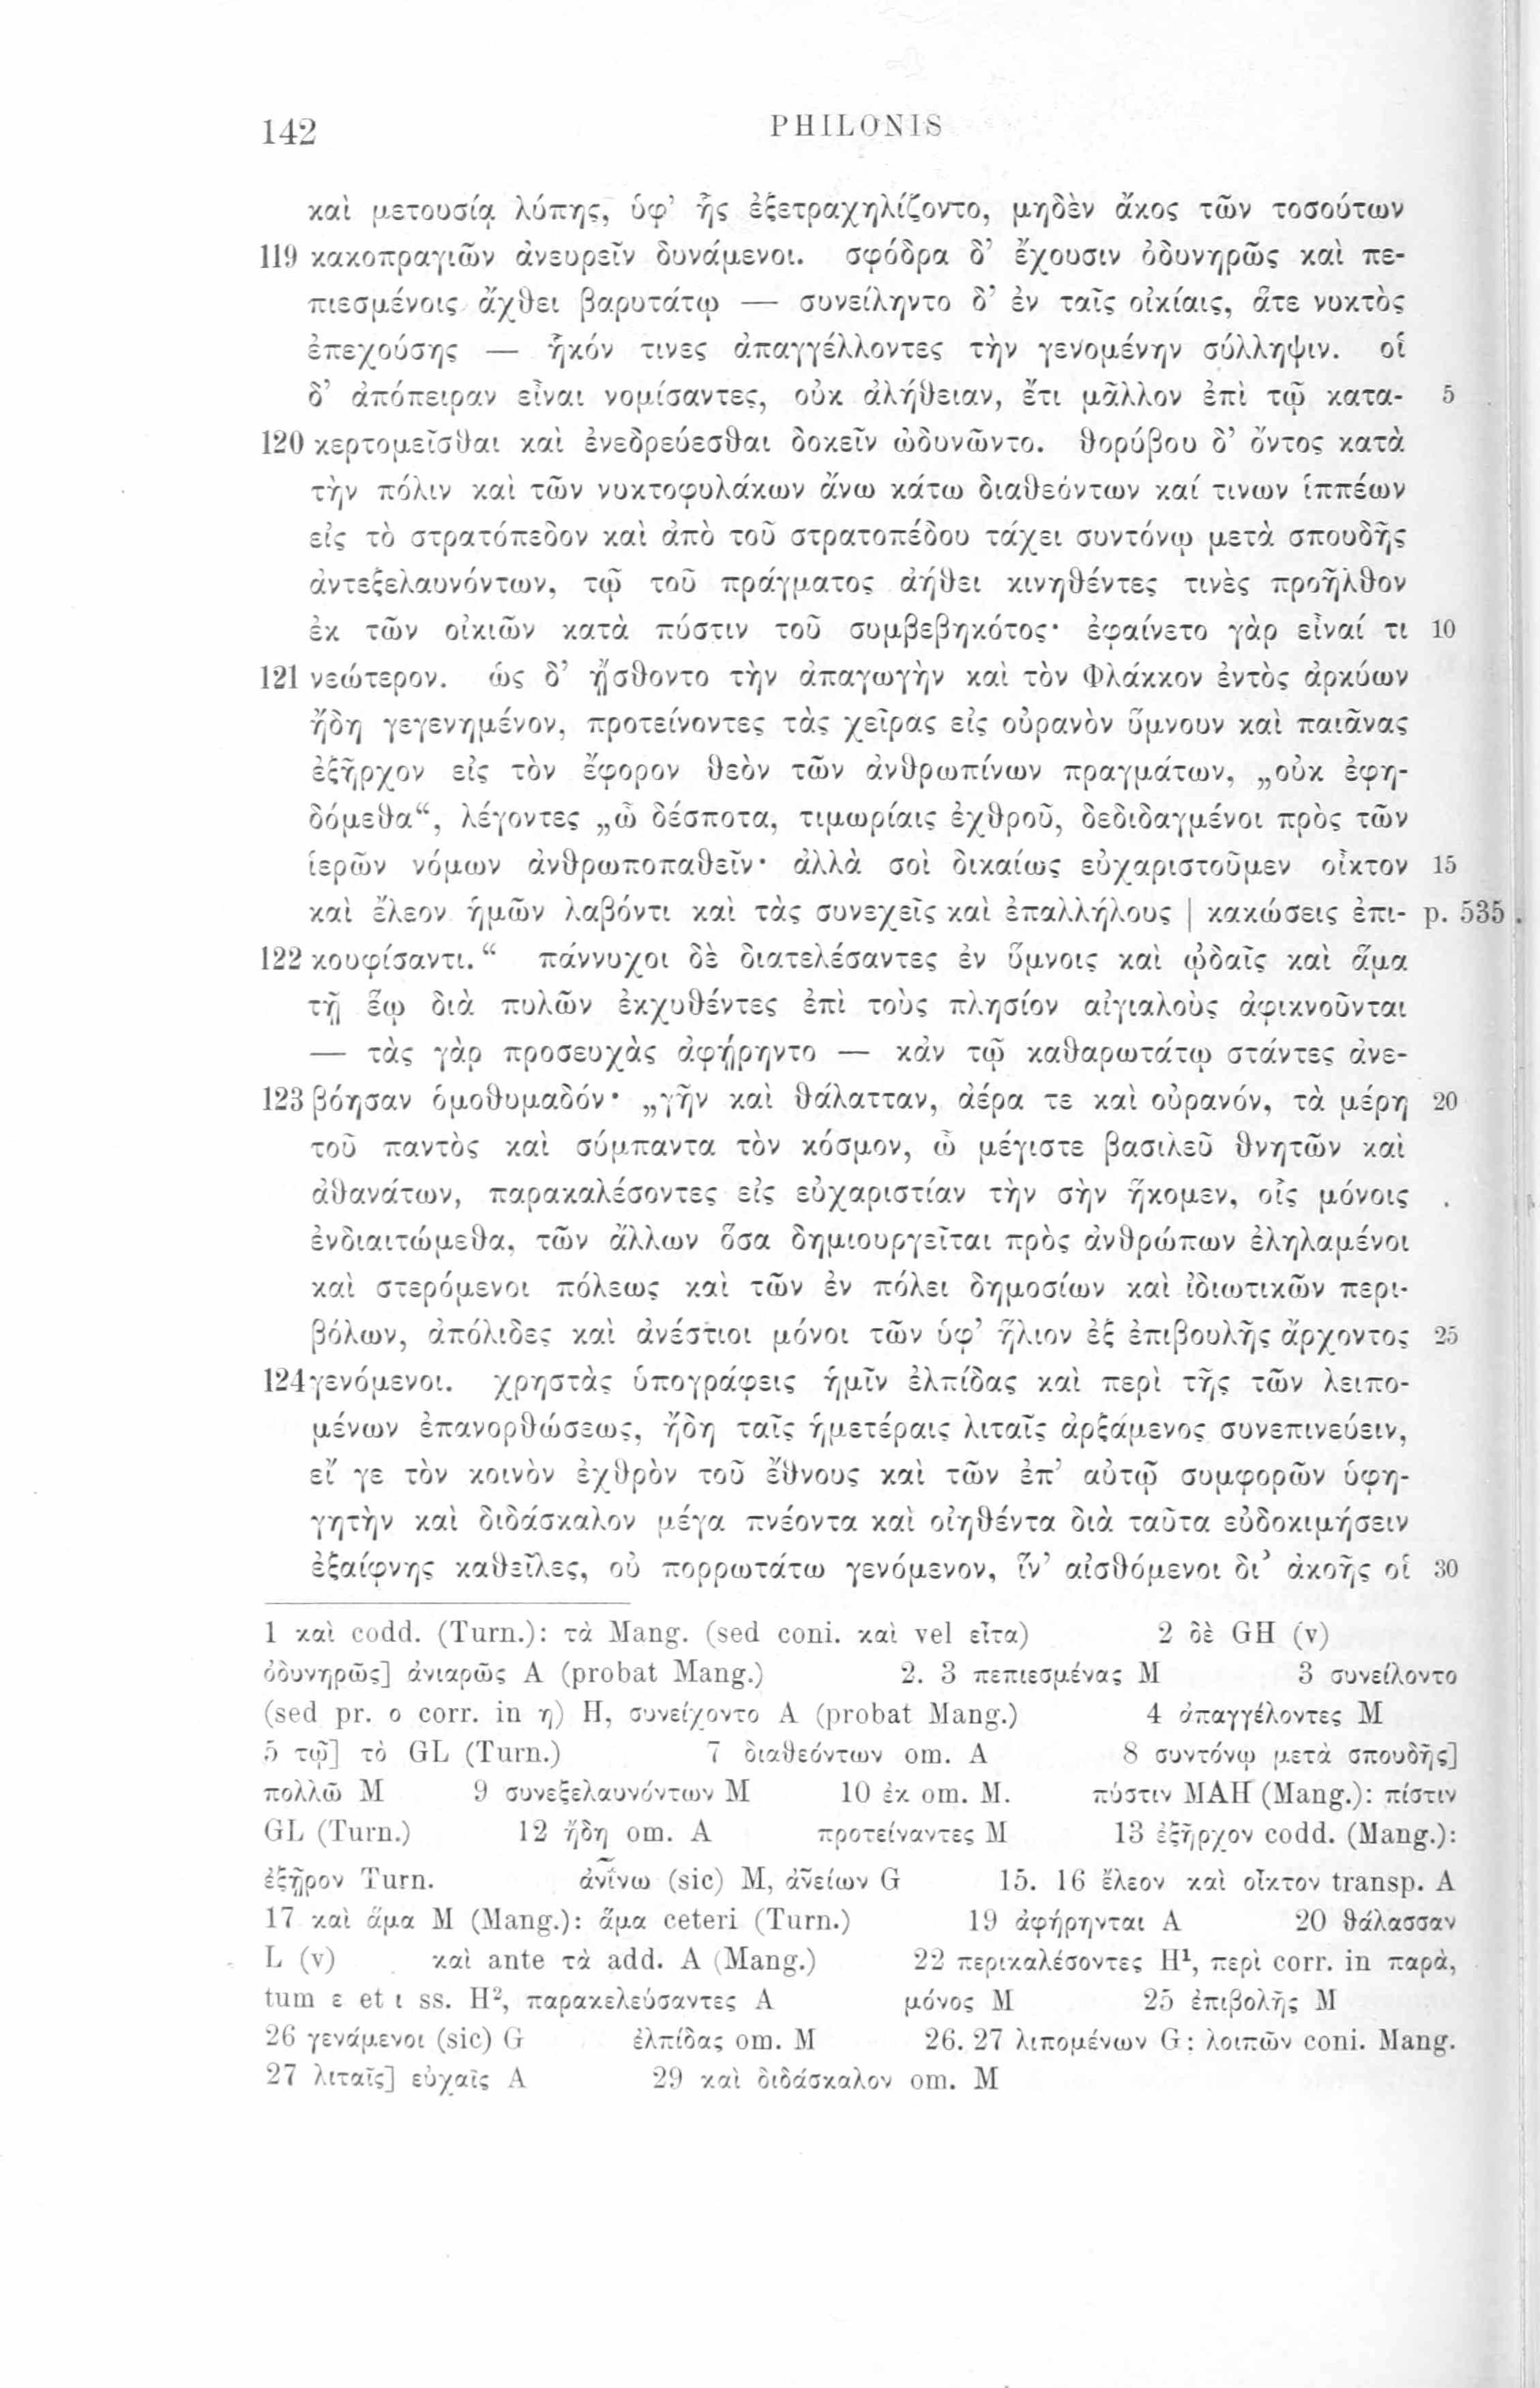 142 PHILONIS
καὶ μετουσίᾳ λύπης, ὑφ’ ἧς ἐξετραχηλίζοντο, μηδὲν ἄκος τῶν τοσούτων
119 κακοπραγιῶν ἀνευρεῖν δυνάμενοι. σφόδρα δ’ ἔχουσιν ὀδυνηρῶς καὶ πε-
πιεσμένοις ἄχθει βαρυτάτῳ — συνείληντο δ’ ἐν ταῖς οἰκίαις, ἅτε νυκτὸς
ἐπεχούσης — ἧκόν τινες ἀπαγγέλλοντες τὴν γενομένην σύλληψιν. οἱ
δ’ ἀπόπειραν εἶναι νομίσαντες, οὐκ ἀλήθειαν, ἔτι μᾶλλον ἐπὶ τῷ κατα- 5
120 κερτομεῖσθαι καὶ ἐνεδρεύεσθαι δοκεῖν ὠδυνῶντο. θορύβου δ’ ὄντος κατὰ
τὴν πόλιν καὶ τῶν νυκτοφυλάκων ἄνω κάτω διαθεόντων καί τινων ἱππέων
εἰς τὸ στρατόπεδον καὶ ἀπὸ τοῦ στρατοπέδου τάχει συντόνῳ μετὰ σπουδῆς
ἀντεξελαυνόντων, τῷ τοῦ πράγματος ἀήθει κινηθέντες τινὲς προῆλθον
ἐκ τῶν οἰκιῶν κατὰ πύστιν τοῦ συμβεβηκότος· ἐφαίνετο γὰρ εἶναί τι 10
121 νεώτερον. ὡς δ’ ᾔσθοντο τὴν ἀπαγωγὴν καὶ τὸν Φλάκκον ἐντὸς ἀρκύων
ἤδη γεγενημένον, προτείνοντες τὰς χεῖρας εἰς οὐρανὸν ὕμνουν καὶ παιᾶνας
ἐξῆρχον εἰς τὸν ἔφορον θεὸν τῶν ἀνθρωπίνων πραγμάτων, „οὐκ ἐφη-
δόμεθα“, λέγοντες „ὦ δέσποτα, τιμωρίαις ἐχθροῦ, δεδιδαγμένοι πρὸς τῶν
ἱερῶν νόμων ἀνθρωποπαθεῖν· ἀλλὰ σοὶ δικαίως εὐχαριστοῦμεν οἶκτον 15
καὶ ἔλεον ἡμῶν λαβόντι καὶ τὰς συνεχεῖς καὶ ἐπαλλήλους | κακώσεις ἐπι- p. 535
122 κουφίσαντι.“ πάννυχοι δὲ διατελέσαντες ἐν ὕμνοις καὶ ᾠδαῖς καὶ ἅμα
τῇ ἕῳ διὰ πυλῶν ἐκχυθέντες ἐπὶ τοὺς πλησίον αἰγιαλοὺς ἀφικνοῦνται
— τὰς γὰρ προσευχὰς ἀφῄρηντο — κἀν τῷ καθαρωτάτῳ στάντες ἀνε-
123 βόησαν ὁμοθυμαδόν· „γῆν καὶ θάλατταν, ἀέρα τε καὶ οὐρανόν, τὰ μέρη 20
τοῦ παντὸς καὶ σύμπαντα τὸν κόσμον, ὦ μέγιστε βασιλεῦ θνητῶν καὶ
ἀθανάτων, παρακαλέσοντες εἰς εὐχαριστίαν τὴν σὴν ἥκομεν, οἷς μόνοις
ἐνδιαιτώμεθα, τῶν ἄλλων ὅσα δημιουργεῖται πρὸς ἀνθρώπων ἐληλαμένοι
καὶ στερόμενοι πόλεως καὶ τῶν ἐν πόλει δημοσίων καὶ ἰδιωτικῶν περι-
βόλων, ἀπόλιδες καὶ ἀνέστιοι μόνοι τῶν ὑφ’ ἥλιον ἐξ ἐπιβουλῆς ἄρχοντος 25
124 γενόμενοι. χρηστὰς ὑπογράφεις ἡμῖν ἐλπίδας καὶ περὶ τῆς τῶν λειπο-
μένων ἐπανορθώσεως, ἤδη ταῖς ἡμετέραις λιταῖς ἀρξάμενος συνεπινεύειν,
εἴ γε τὸν κοινὸν ἐχθρὸν τοῦ ἔθνους καὶ τῶν ἐπ’ αὐτῷ συμφορῶν ὑφη-
γητὴν καὶ διδάσκαλον μέγα πνέοντα καὶ οἰηθέντα διὰ ταῦτα εὐδοκιμήσειν
ἐξαίφνης καθεῖλες, οὐ πορρωτάτω γενόμενον, ἵν’ αἰσθόμενοι δι’ ἀκοῆς οἱ 30
1 καὶ codd. (Turn.): τὰ Mang. (sed coni. καὶ vel εἶτα) 2 δὲ GH (v)
ὀδυνηρῶς] ἀνιαρῶς A (probat Mang.) 2. 3 πεπιεσμένας M 3 συνείλοντο
(sed pr. ο corr. in η) H, συνείχοντο A (probat Mang.) 4 ἀπαγγέλοντες M
5 τῷ] τὸ GL (Turn.) 7 διαθεόντων om. A 8 συντόνῳ μετὰ σπουδῆς]
πολλῶ M 9 συνεξελαυνόντων M 10 ἐκ om. M. πύστιν MAH (Mang.): πίστιν
GL (Turn.) 12 ἤδη om. A προτείναντες M 13 ἐξῆρχον codd. (Mang.):
ἐξῇρον Turn. (sic) M, G 15. 16 ἔλεον καὶ οἶκτον transp. A
17 καὶ ἅμα M (Mang.): ἅμα ceteri (Turn.) 19 ἀφήρηνται A 20 θάλασσαν
L (v) καὶ ante τὰ add. A (Mang.) 22 περικαλέσοντες H¹, περὶ corr. in παρὰ,
tum ε et ι ss. H², παρακελεύσαντες A μόνος M 25 ἐπιβολῆς M
26 γενάμενοι (sic) G ἐλπίδας om. M 26. 27 λιπομένων G: λοιπῶν coni. Mang.
27 λιταῖς] εὐχαῖς A 29 καὶ διδάσκαλον om. M